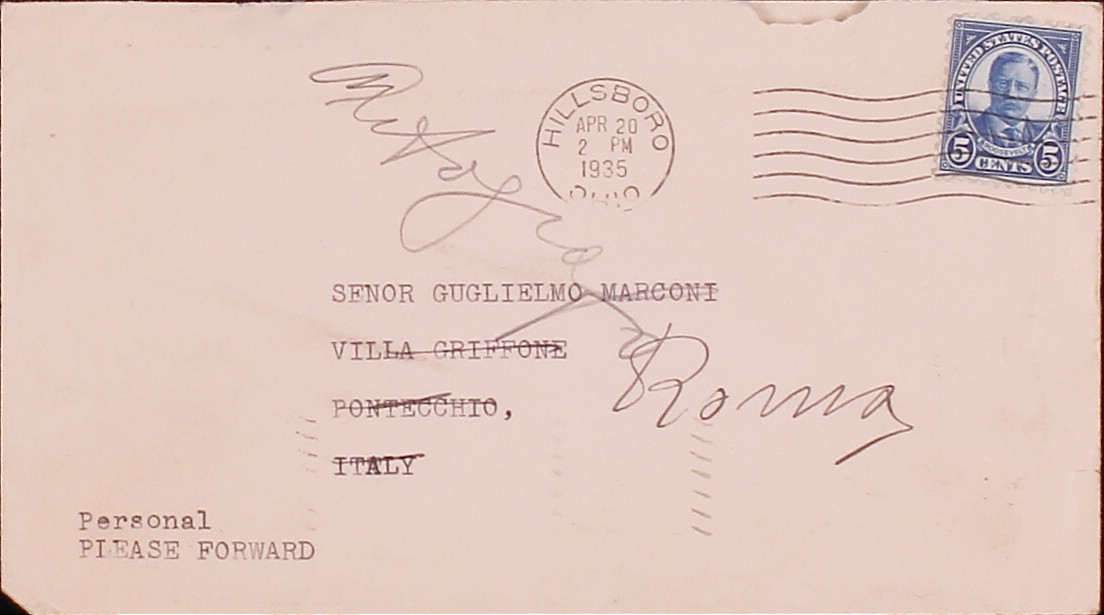 UNITED STATES POSTAGE
ROOSEVELT
5 CENTS 5
HILLSBORO
APR 20
2 PM
1935
OHIO
SENOR GUGLIELMO MARCONI
VILLA GRIFFONE
PONTECCHIO,
ITALY
Roma
Personal
PLEASE FORWARD